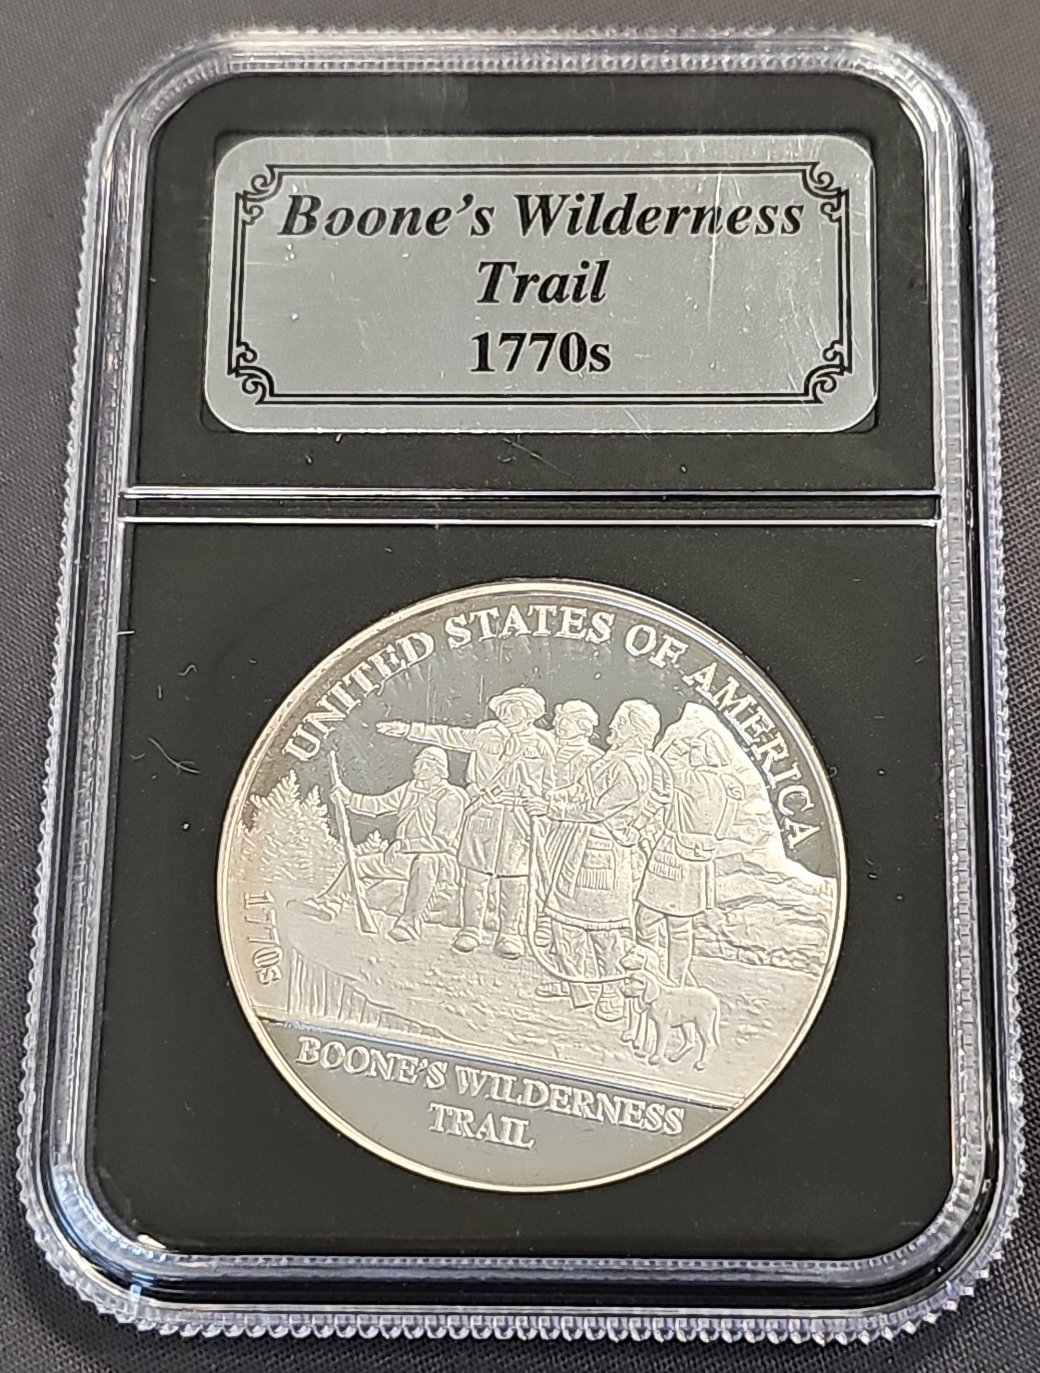 Boone's Wilderness
Trail
1770s
UNITED STATES OF AMERICA
1770s
BOONE'S WILDERNESS
TRAIL